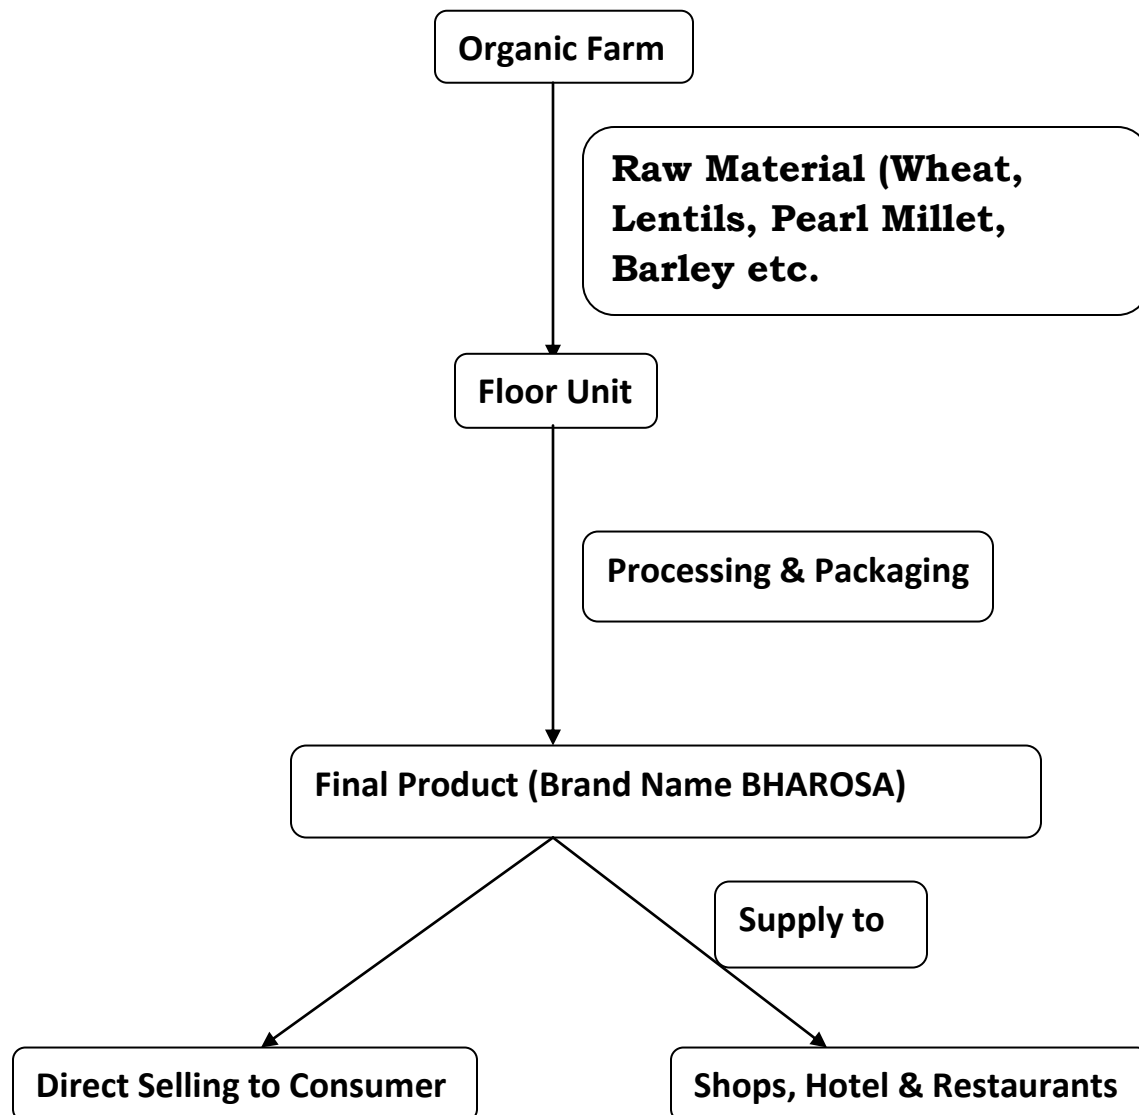 Organic Farm
Raw Material (Wheat,
Lentils, Pearl Millet,
Barley etc.
Floor Unit
Processing & Packaging
Final Product (Brand Name BHAROSA)
Supply to
Direct Selling to Consumer
Shops, Hotel & Restaurants